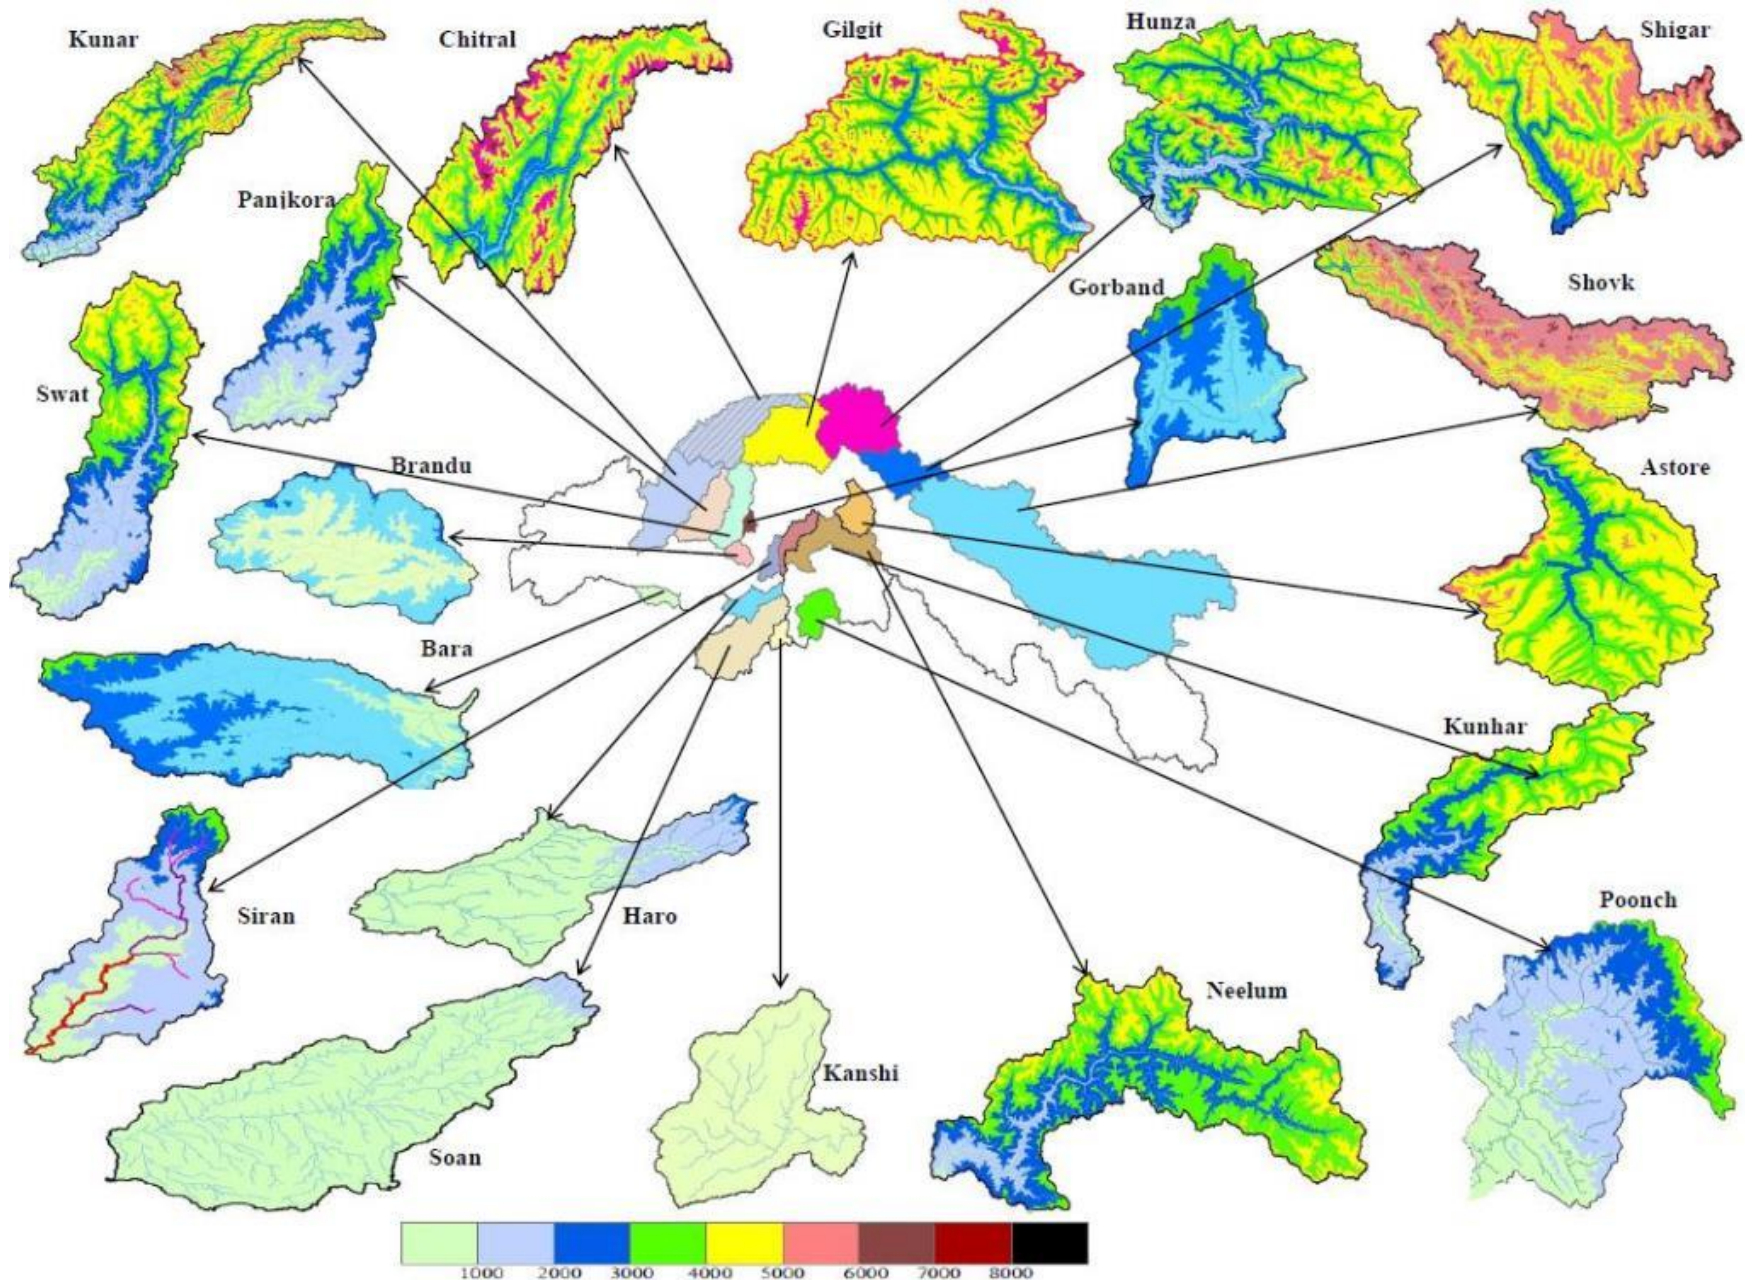 Kunar
Chitral
Gilgit
Hunza
Shigar
Panjkora
Gorband
Shovk
Swat
Brandu
Astore
Bara
Kunhar
Siran
Haro
Poonch
Neelum
Kanshi
Soan
1000 2000 3000 4000 5000 6000 7000 8000